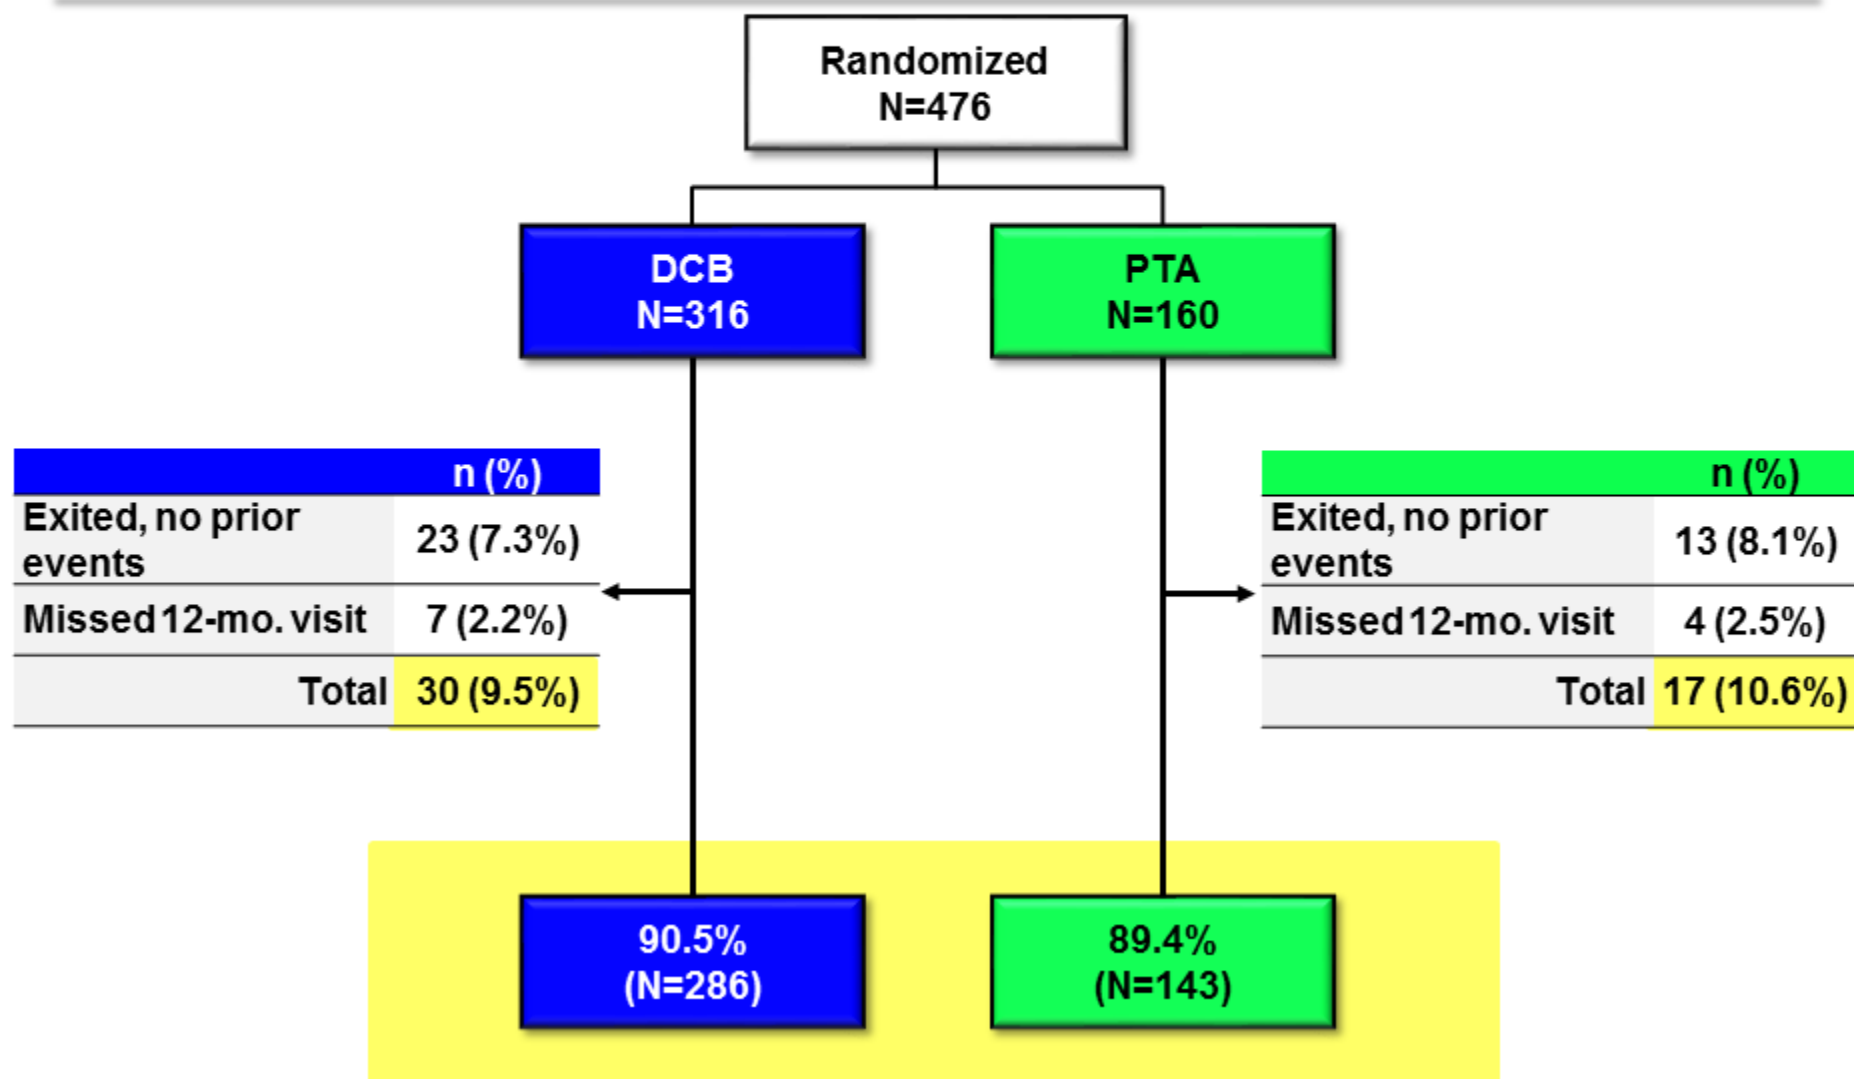 Randomized
N=476
DCB
N=316
PTA
N=160
n (%)
Exited, no prior
events
23 (7.3%)
Missed 12-mo. visit
7 (2.2%)
Total
30 (9.5%)
n (%)
Exited, no prior
events
13 (8.1%)
Missed 12-mo. visit
4 (2.5%)
Total
17 (10.6%)
90.5%
(N=286)
89.4%
(N=143)